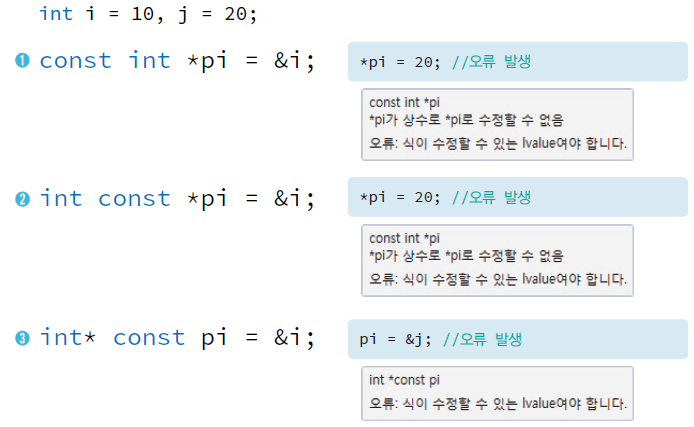 int i = 10, j = 20;
1 const int *pi = &i;
*pi = 20; //오류 발생
const int *pi
*pi가 상수로 *pi로 수정할 수 없음
오류: 식이 수정할 수 있는 lvalue여야 합니다.
2 int const *pi = &i;
*pi = 20; //오류 발생
const int *pi
*pi가 상수로 *pi로 수정할 수 없음
오류: 식이 수정할 수 있는 lvalue여야 합니다.
3 int* const pi = &i;
pi = &j; //오류 발생
int *const pi
오류: 식이 수정할 수 있는 lvalue여야 합니다.